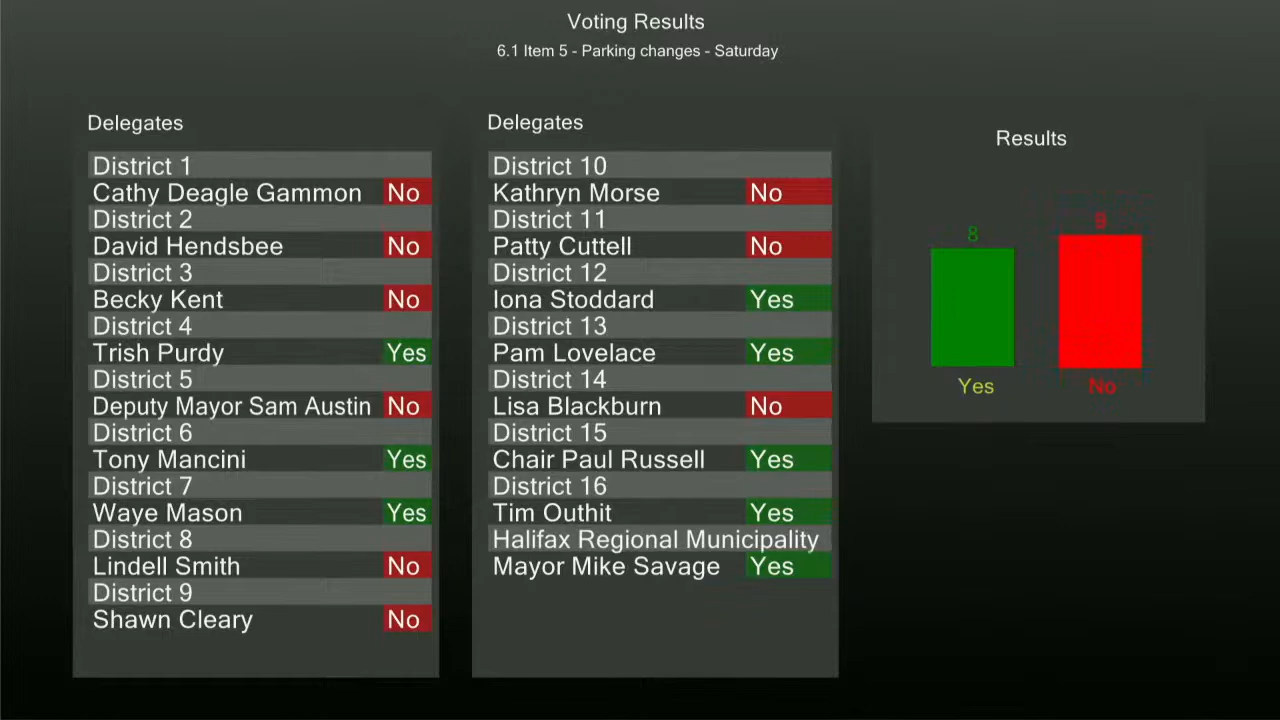 Voting Results
6.1 Item 5 - Parking changes - Saturday
Delegates
District 1
Cathy Deagle Gammon No
District 2
David Hendsbee No
District 3
Becky Kent No
District 4
Trish Purdy Yes
District 5
Deputy Mayor Sam Austin No
District 6
Tony Mancini Yes
District 7
Waye Mason Yes
District 8
Lindell Smith No
District 9
Shawn Cleary No
Delegates
District 10
Kathryn Morse No
District 11
Patty Cuttell No
District 12
Iona Stoddard Yes
District 13
Pam Lovelace Yes
District 14
Lisa Blackburn No
District 15
Chair Paul Russell Yes
District 16
Tim Outhit Yes
Halifax Regional Municipality
Mayor Mike Savage Yes
Results
8 9
Yes No